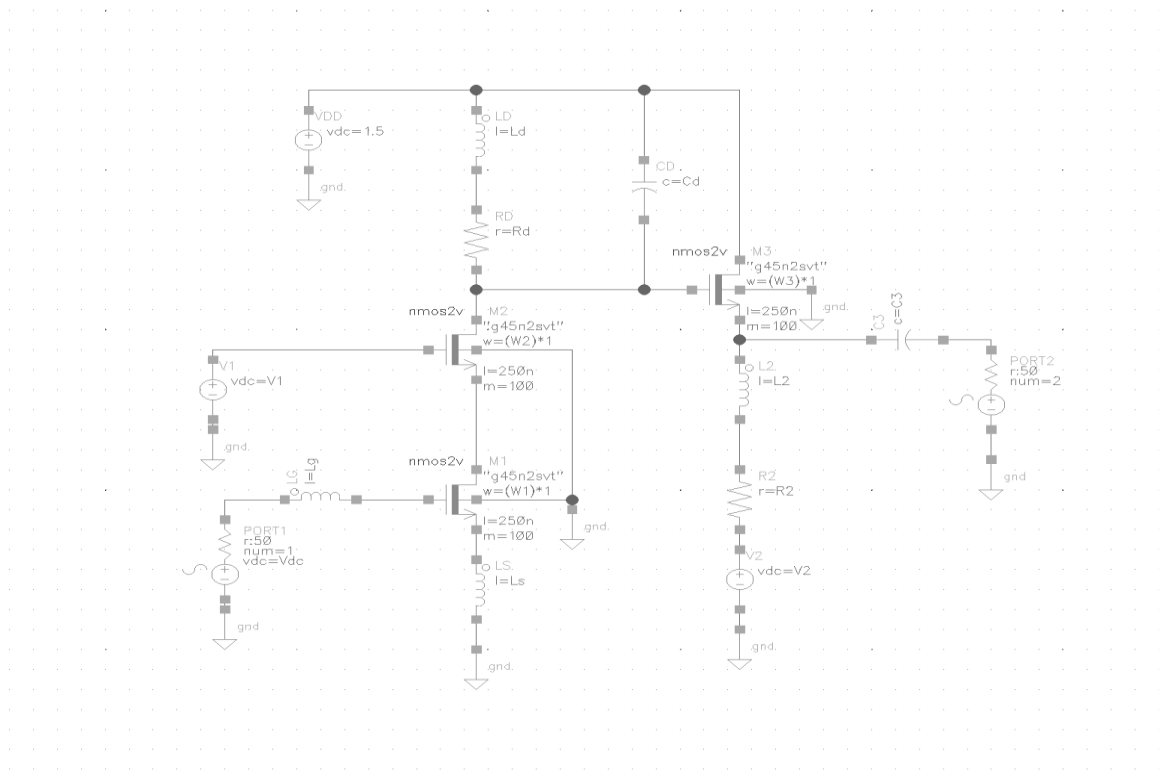 VDD
vdc=1.5
gnd
LD
l=Ld
RD
r=Rd
CD
c=Cd
nmos2v
M3
"g45n2svt"
w=(W3)*1
l=250n
m=100
gnd
C3
c=C3
PORT2
r:50
num=2
gnd
nmos2v
M2
"g45n2svt"
w=(W2)*1
l=250n
m=100
V1
vdc=V1
gnd
L2
l=L2
R2
r=R2
V2
vdc=V2
gnd
nmos2v
M1
"g45n2svt"
w=(W1)*1
l=250n
m=100
gnd
LG
l=Lg
PORT1
r:50
num=1
vdc=Vdc
gnd
LS
l=Ls
gnd